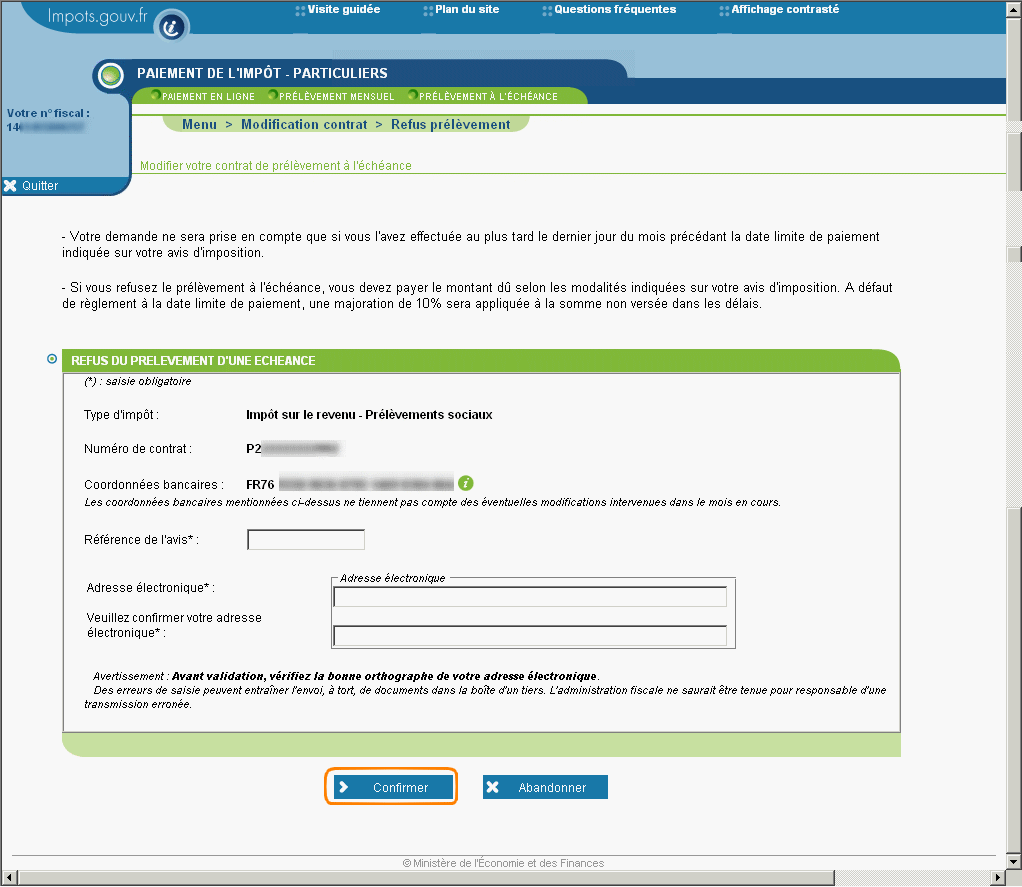 Impots.gouv.fr
Visite guidée
Plan du site
Questions fréquentes
Affichage contrasté
PAIEMENT DE L'IMPÔT - PARTICULIERS
PAIEMENT EN LIGNE PRÉLÈVEMENT MENSUEL PRÉLÈVEMENT À L'ÉCHÉANCE
Votre n° fiscal :
14
Menu > Modification contrat > Refus prélèvement
Modifier votre contrat de prélèvement à l'échéance
Quitter
- Votre demande ne sera prise en compte que si vous l'avez effectuée au plus tard le dernier jour du mois précédant la date limite de paiement
indiquée sur votre avis d'imposition.
- Si vous refusez le prélèvement à l'échéance, vous devez payer le montant dû selon les modalités indiquées sur votre avis d'imposition. A défaut
de règlement à la date limite de paiement, une majoration de 10% sera appliquée à la somme non versée dans les délais.
REFUS DU PRELEVEMENT D'UNE ECHEANCE
(*) : saisie obligatoire
Type d'impôt : Impôt sur le revenu - Prélèvements sociaux
Numéro de contrat : P2
Coordonnées bancaires : FR76
Les coordonnées bancaires mentionnées ci-dessus ne tiennent pas compte des éventuelles modifications intervenues dans le mois en cours.
Référence de l'avis* :
Adresse électronique
Adresse électronique* :
Veuillez confirmer votre adresse
électronique* :
Avertissement : Avant validation, vérifiez la bonne orthographe de votre adresse électronique.
Des erreurs de saisie peuvent entraîner l'envoi, à tort, de documents dans la boîte d'un tiers. L'administration fiscale ne saurait être tenue pour responsable d'une
transmission erronée.
Confirmer
Abandonner
© Ministère de l'Économie et des Finances